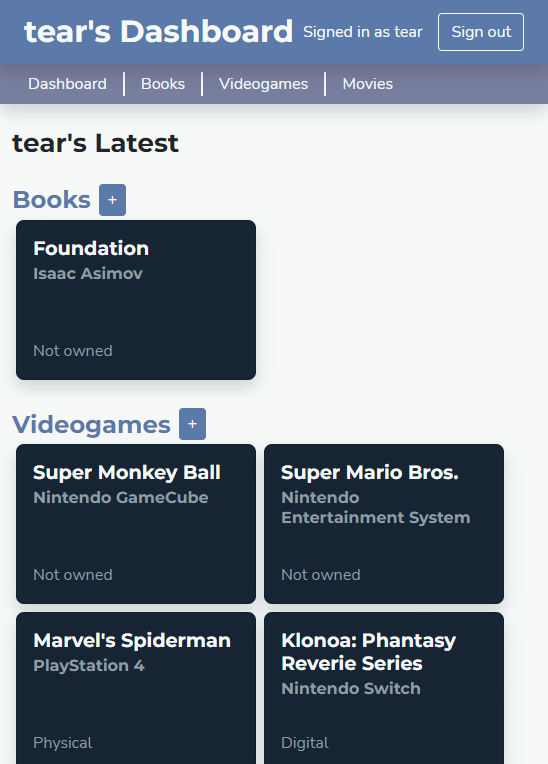 tear's Dashboard Signed in as tear Sign out
Dashboard Books Videogames Movies
tear's Latest
Books +
Foundation
Isaac Asimov
Not owned
Videogames +
Super Monkey Ball
Nintendo GameCube
Not owned
Super Mario Bros.
Nintendo
Entertainment System
Not owned
Marvel's Spiderman
PlayStation 4
Physical
Klonoa: Phantasy
Reverie Series
Nintendo Switch
Digital